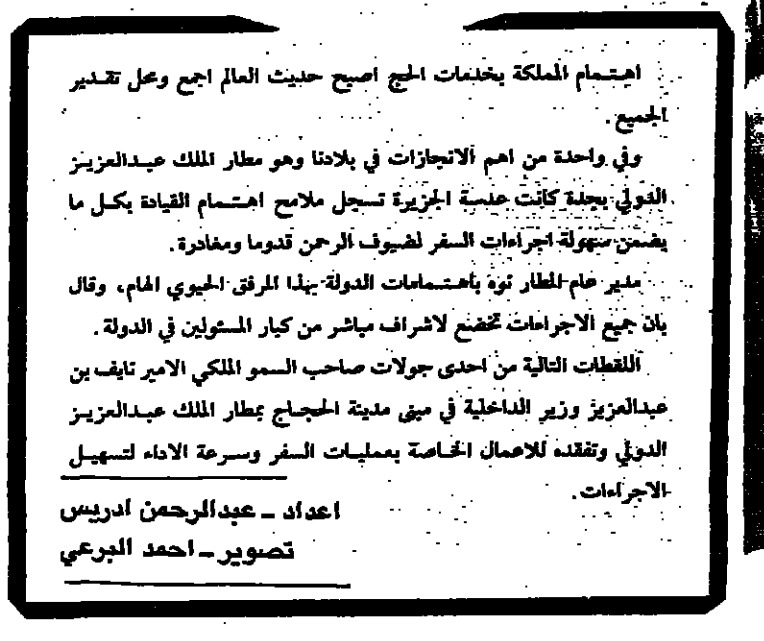 اهتمام المملكة بخدمات الحج اصبح حديث العالم اجمع ومحل تقدير
الجميع .
وفي واحدة من اهم الانجازات في بلادنا وهو مطار الملك عبدالعزيز
الدولي بجدة كانت عدسة الجزيرة تسجل ملامح اهتمام القيادة بكل ما
يضمن سهولة اجراءات السفر لضيوف الرحمن قدوما ومغادرة .
مدير عام المطار نوه باهتمامات الدولة بهذا المرفق الحيوي الهام، وقال
بان جميع الاجراءات تخضع لاشراف مباشر من كبار المسئولين في الدولة .
اللقطات التالية من احدى جولات صاحب السمو الملكي الامير نايف بن
عبدالعزيز وزير الداخلية في مبنى مدينة الحجاج بمطار الملك عبدالعزيز
الدولي وتفقده للاعمال الخاصة بعمليات السفر وسرعة الاداء لتسهيل
الاجراءات .
اعداد ــ عبدالرحمن ادريس
تصوير ــ احمد البرعي